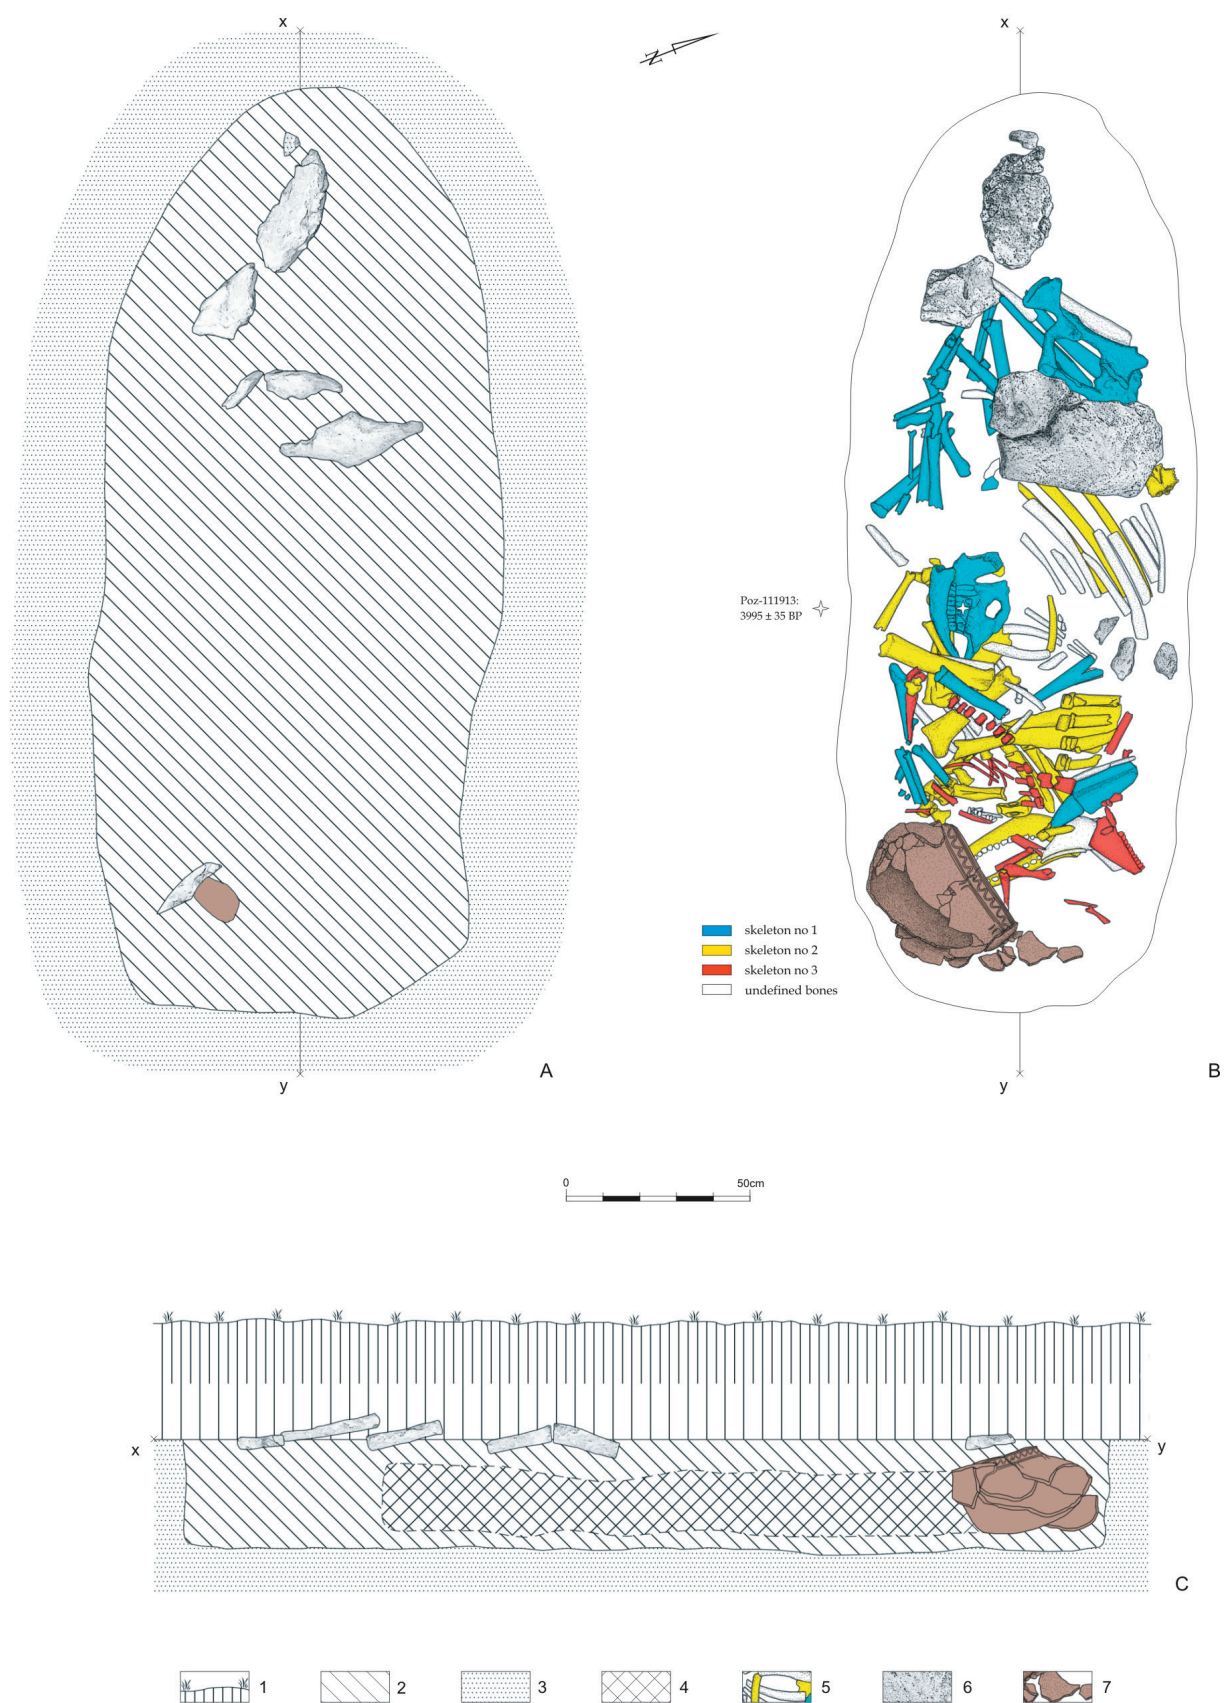 x
x
N
Poz-111913:
3995 ± 35 BP
skeleton no 1
skeleton no 2
skeleton no 3
undefined bones
A
B
y
y
0 50cm
x
y
C
1 2 3 4 5 6 7